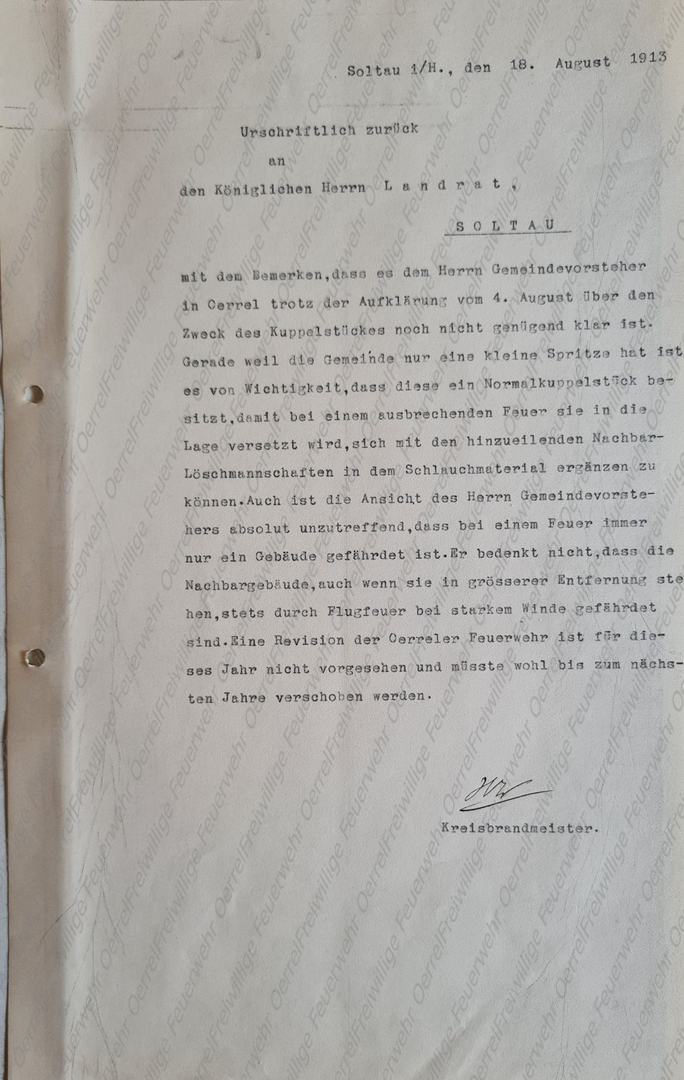 Soltau i/H., den 18. August 1913
Urschriftlich zurück
an
den Königlichen Herrn L a n d r a t ,
S O L T A U
mit dem Bemerken,dass es dem Herrn Gemeindevorsteher
in Oerrel trotz der Aufklärung vom 4. August über den
Zweck des Kuppelstückes noch nicht genügend klar ist.
Gerade weil die Gemeinde nur eine kleine Spritze hat ist
es von Wichtigkeit,dass diese ein Normalkuppelstück be-
sitzt,damit bei einem ausbrechenden Feuer sie in die
Lage versetzt wird,sich mit den hinzueilenden Nachbar-
Löschmannschaften in dem Schlauchmaterial ergänzen zu
können.Auch ist die Ansicht des Herrn Gemeindevorste-
hers absolut unzutreffend,dass bei einem Feuer immer
nur ein Gebäude gefährdet ist.Er bedenkt nicht,dass die
Nachbargebäude,auch wenn sie in grösserer Entfernung ste
hen,stets durch Flugfeuer bei starkem Winde gefährdet
sind.Eine Revision der Oerreler Feuerwehr ist für die-
ses Jahr nicht vorgesehen und müsste wohl bis zum nächs-
ten Jahre verschoben werden.
Kreisbrandmeister.
Freiwillige Feuerwehr Oerrel